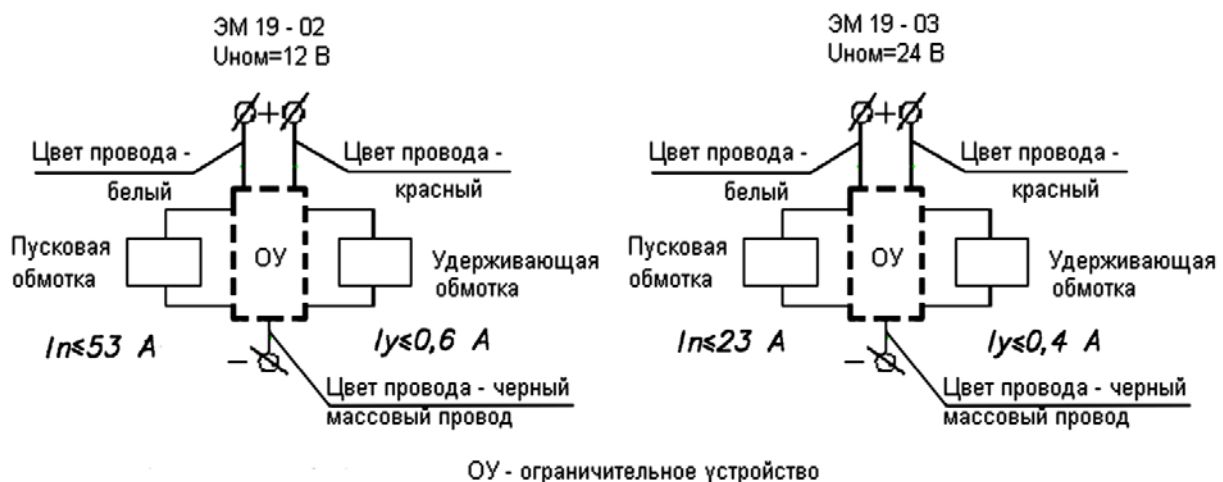 ЭМ 19 - 02
Uном=12 В
+
Цвет провода -
белый
Цвет провода -
красный
Пусковая
обмотка
ОУ
Удерживающая
обмотка
Iп≤53 А
Iу≤0,6 А
–
Цвет провода - черный
массовый провод
ЭМ 19 - 03
Uном=24 В
+
Цвет провода -
белый
Цвет провода -
красный
Пусковая
обмотка
ОУ
Удерживающая
обмотка
Iп≤23 А
Iу≤0,4 А
–
Цвет провода - черный
массовый провод
ОУ - ограничительное устройство